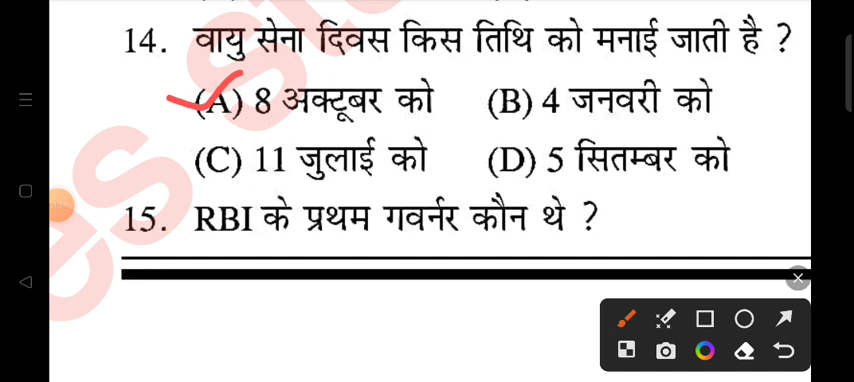 14. वायु सेना दिवस किस तिथि को मनाई जाती है ?
(A) 8 अक्टूबर को (B) 4 जनवरी को
(C) 11 जुलाई को (D) 5 सितम्बर को
15. RBI के प्रथम गवर्नर कौन थे ?